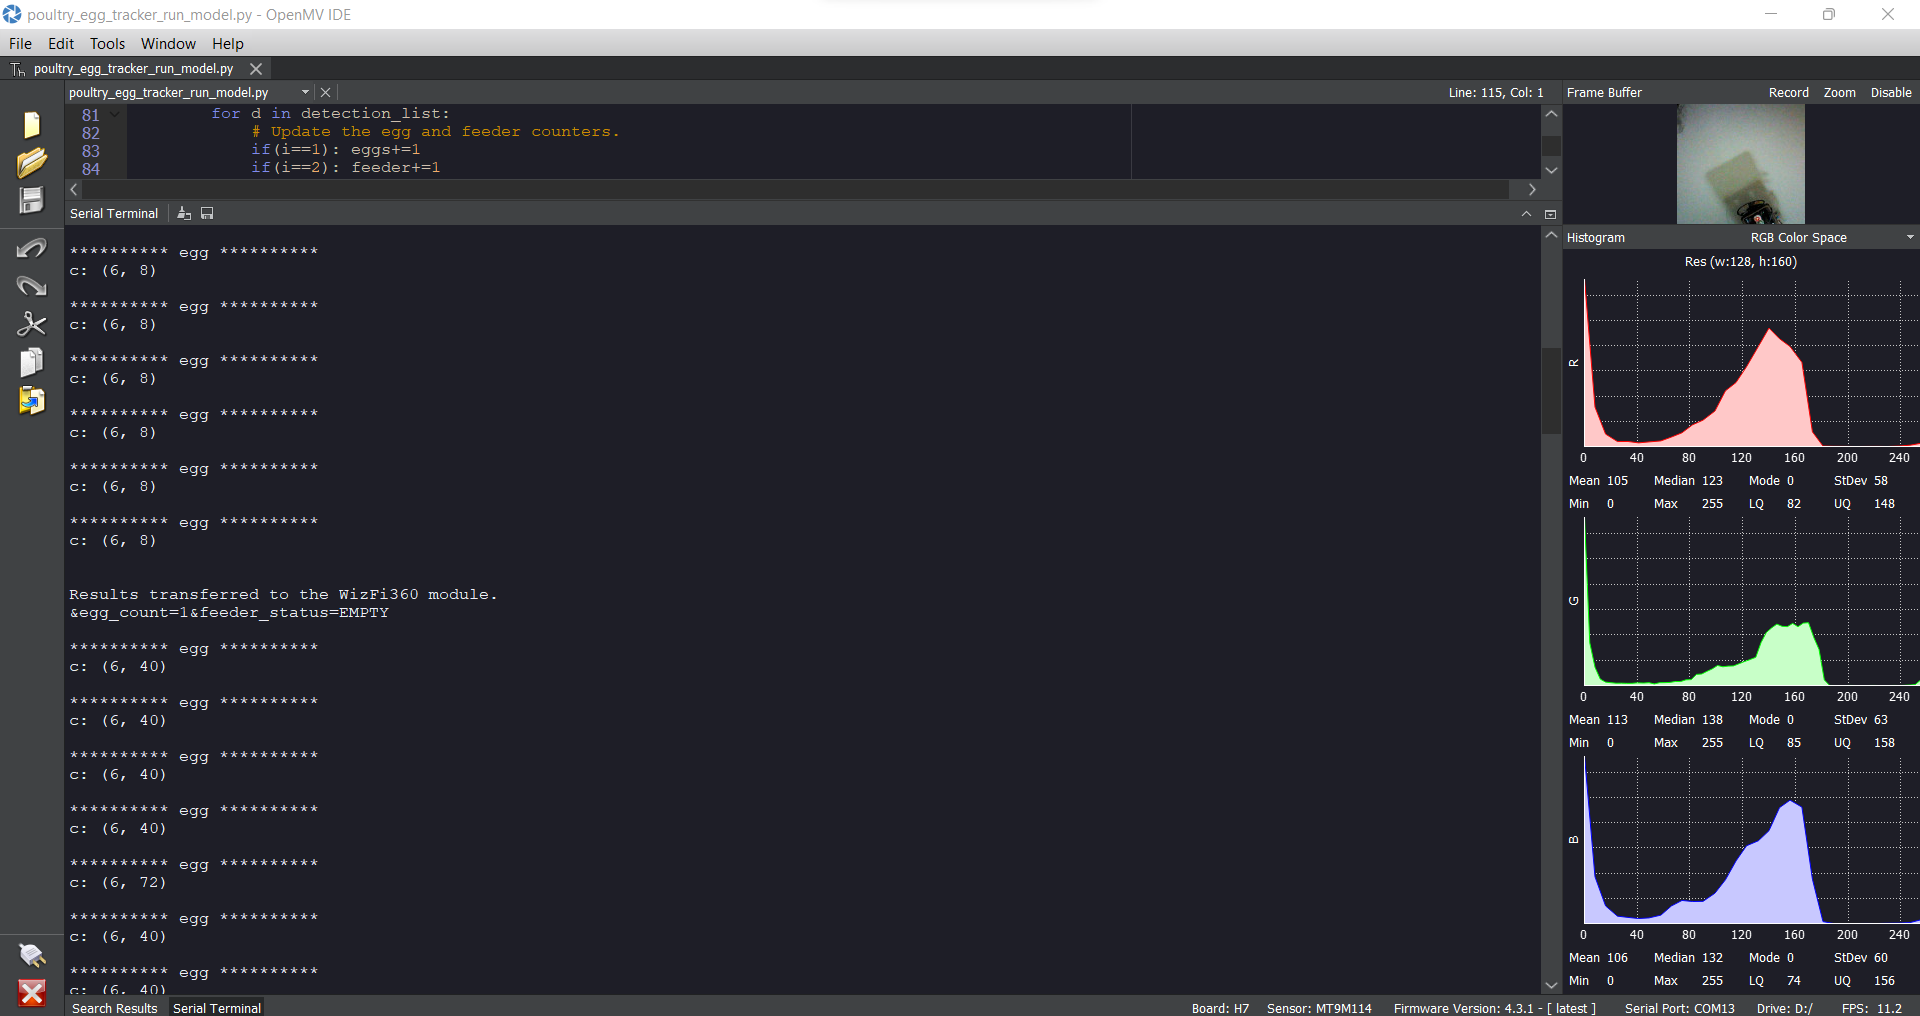 poultry_egg_tracker_run_model.py - OpenMV IDE
File Edit Tools Window Help
poultry_egg_tracker_run_model.py
poultry_egg_tracker_run_model.py Line: 115, Col: 1
81 for d in detection_list:
82 # Update the egg and feeder counters.
83 if(i==1): eggs+=1
84 if(i==2): feeder+=1
Serial Terminal
********** egg **********
c: (6, 8)
********** egg **********
c: (6, 8)
********** egg **********
c: (6, 8)
********** egg **********
c: (6, 8)
********** egg **********
c: (6, 8)
********** egg **********
c: (6, 8)
Results transferred to the WizFi360 module.
&egg_count=1&feeder_status=EMPTY
********** egg **********
c: (6, 40)
********** egg **********
c: (6, 40)
********** egg **********
c: (6, 40)
********** egg **********
c: (6, 40)
********** egg **********
c: (6, 72)
********** egg **********
c: (6, 40)
********** egg **********
c: (6, 40)
Frame Buffer Record Zoom Disable
Histogram RGB Color Space
Res (w:128, h:160)
R
0 40 80 120 160 200 240
Mean 105 Median 123 Mode 0 StDev 58
Min 0 Max 255 LQ 82 UQ 148
G
0 40 80 120 160 200 240
Mean 113 Median 138 Mode 0 StDev 63
Min 0 Max 255 LQ 85 UQ 158
B
0 40 80 120 160 200 240
Mean 106 Median 132 Mode 0 StDev 60
Min 0 Max 255 LQ 74 UQ 156
Search Results Serial Terminal
Board: H7 Sensor: MT9M114 Firmware Version: 4.3.1 - [ latest ] Serial Port: COM13 Drive: D:/ FPS: 11.2